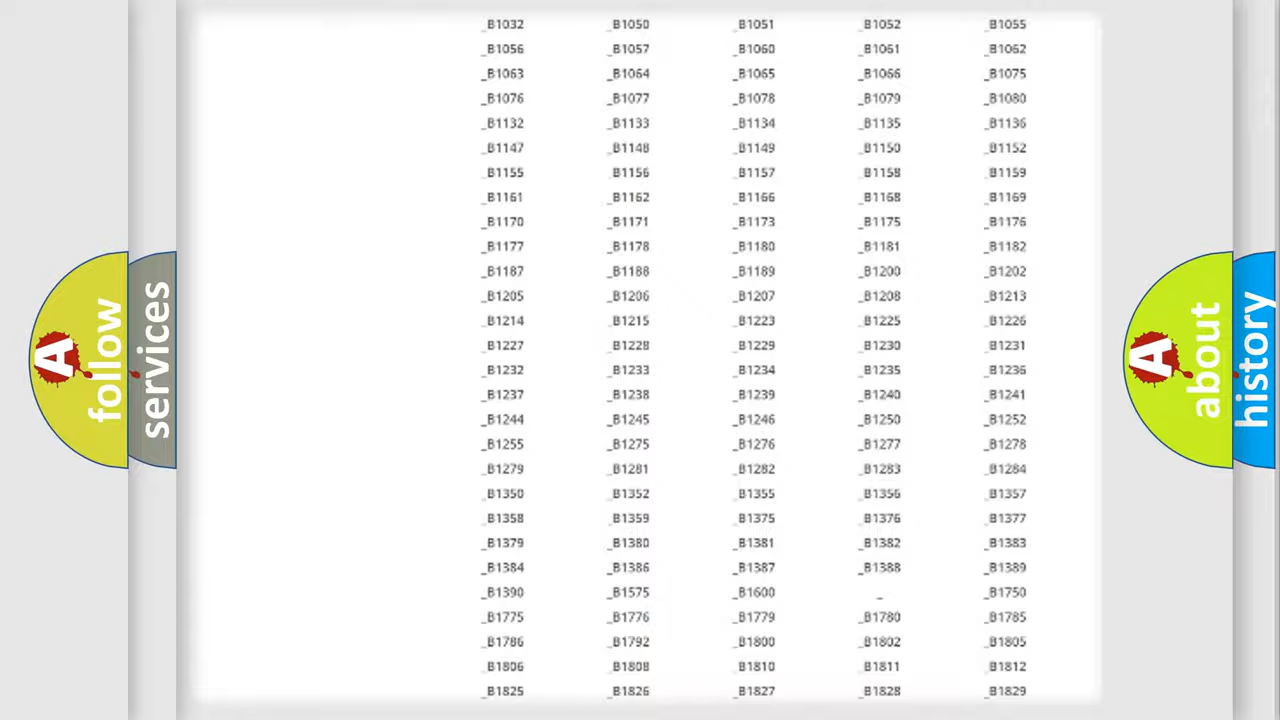 _B1032 _B1050 _B1051 _B1052 _B1055
_B1056 _B1057 _B1060 _B1061 _B1062
_B1063 _B1064 _B1065 _B1066 _B1075
_B1076 _B1077 _B1078 _B1079 _B1080
_B1132 _B1133 _B1134 _B1135 _B1136
_B1147 _B1148 _B1149 _B1150 _B1152
_B1155 _B1156 _B1157 _B1158 _B1159
_B1161 _B1162 _B1166 _B1168 _B1169
_B1170 _B1171 _B1173 _B1175 _B1176
_B1177 _B1178 _B1180 _B1181 _B1182
_B1187 _B1188 _B1189 _B1200 _B1202
_B1205 _B1206 _B1207 _B1208 _B1213
_B1214 _B1215 _B1223 _B1225 _B1226
_B1227 _B1228 _B1229 _B1230 _B1231
_B1232 _B1233 _B1234 _B1235 _B1236
_B1237 _B1238 _B1239 _B1240 _B1241
_B1244 _B1245 _B1246 _B1250 _B1252
_B1255 _B1275 _B1276 _B1277 _B1278
_B1279 _B1281 _B1282 _B1283 _B1284
_B1350 _B1352 _B1355 _B1356 _B1357
_B1358 _B1359 _B1375 _B1376 _B1377
_B1379 _B1380 _B1381 _B1382 _B1383
_B1384 _B1386 _B1387 _B1388 _B1389
_B1390 _B1575 _B1600 _ _B1750
_B1775 _B1776 _B1779 _B1780 _B1785
_B1786 _B1792 _B1800 _B1802 _B1805
_B1806 _B1808 _B1810 _B1811 _B1812
_B1825 _B1826 _B1827 _B1828 _B1829
A follow
services
A about
history